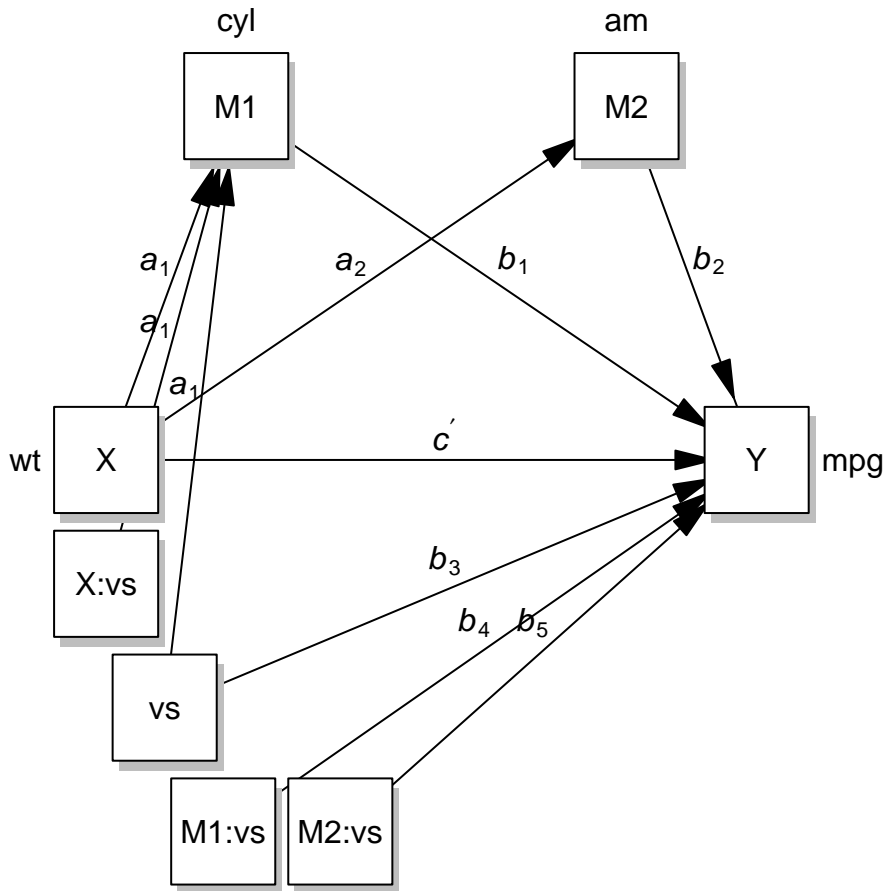 cyl am
M1 M2
a₁ a₂ b₁ b₂
a₁
a₁
wt X c′ Y mpg
b₃
X:vs
b₄ b₅
vs
M1:vs M2:vs